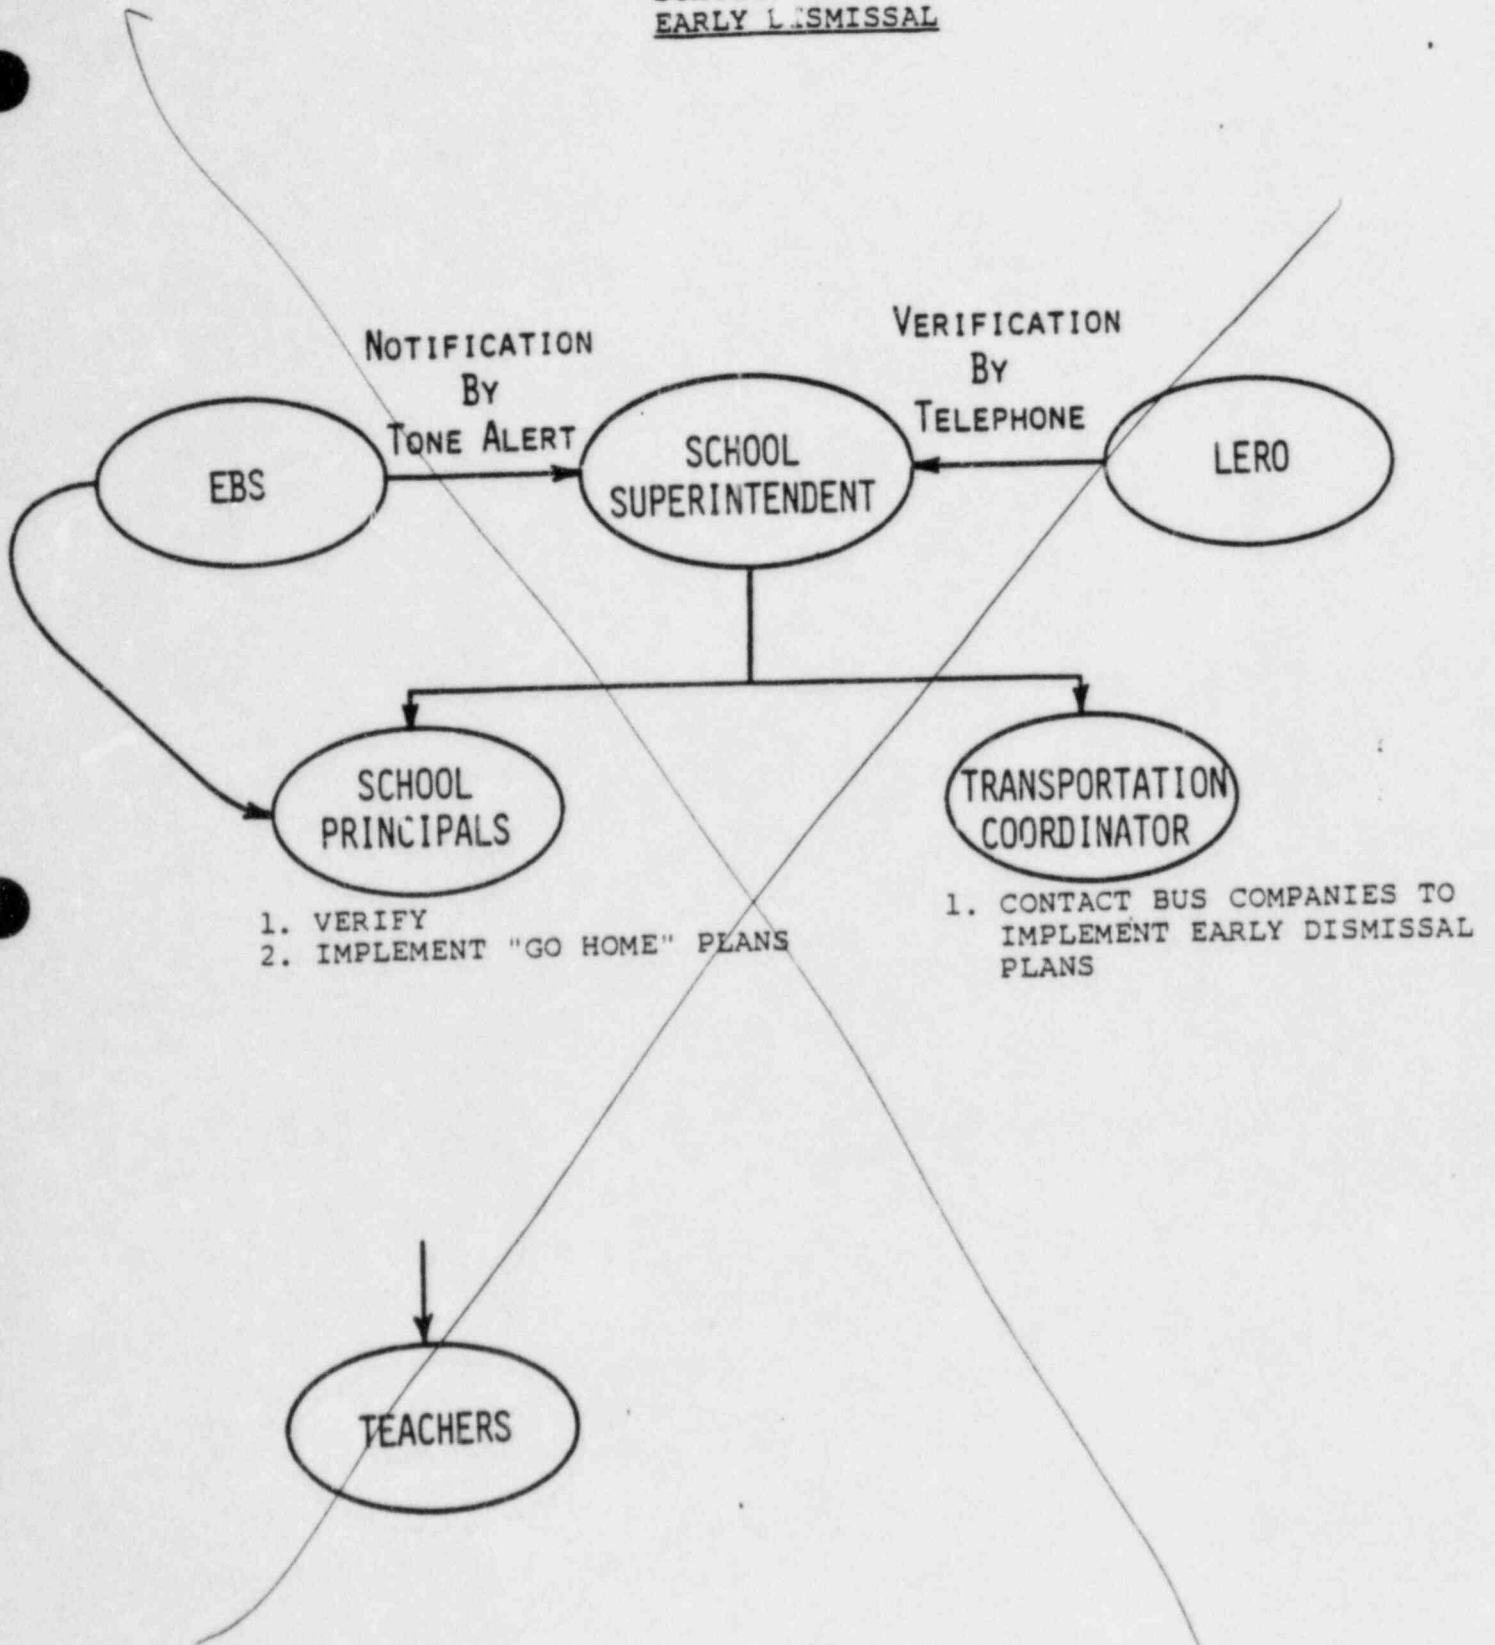 EARLY DISMISSAL
NOTIFICATION
BY
TONE ALERT
VERIFICATION
BY
TELEPHONE
EBS
SCHOOL
SUPERINTENDENT
LERO
SCHOOL
PRINCIPALS
1. VERIFY
2. IMPLEMENT "GO HOME" PLANS
TRANSPORTATION
COORDINATOR
1. CONTACT BUS COMPANIES TO
IMPLEMENT EARLY DISMISSAL
PLANS
TEACHERS